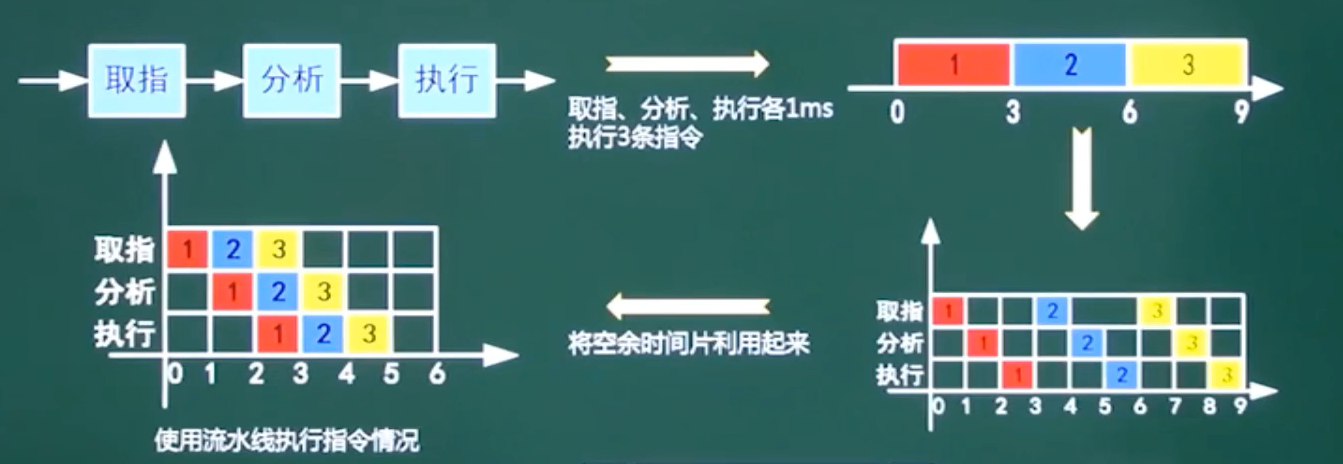 取指 分析 执行
取指、分析、执行各1ms
执行3条指令
1 2 3
0 3 6 9
取指 1 2 3
分析 1 2 3
执行 1 2 3
0 1 2 3 4 5 6
使用流水线执行指令情况
将空余时间片利用起来
取指 1 2 3
分析 1 2 3
执行 1 2 3
0 1 2 3 4 5 6 7 8 9